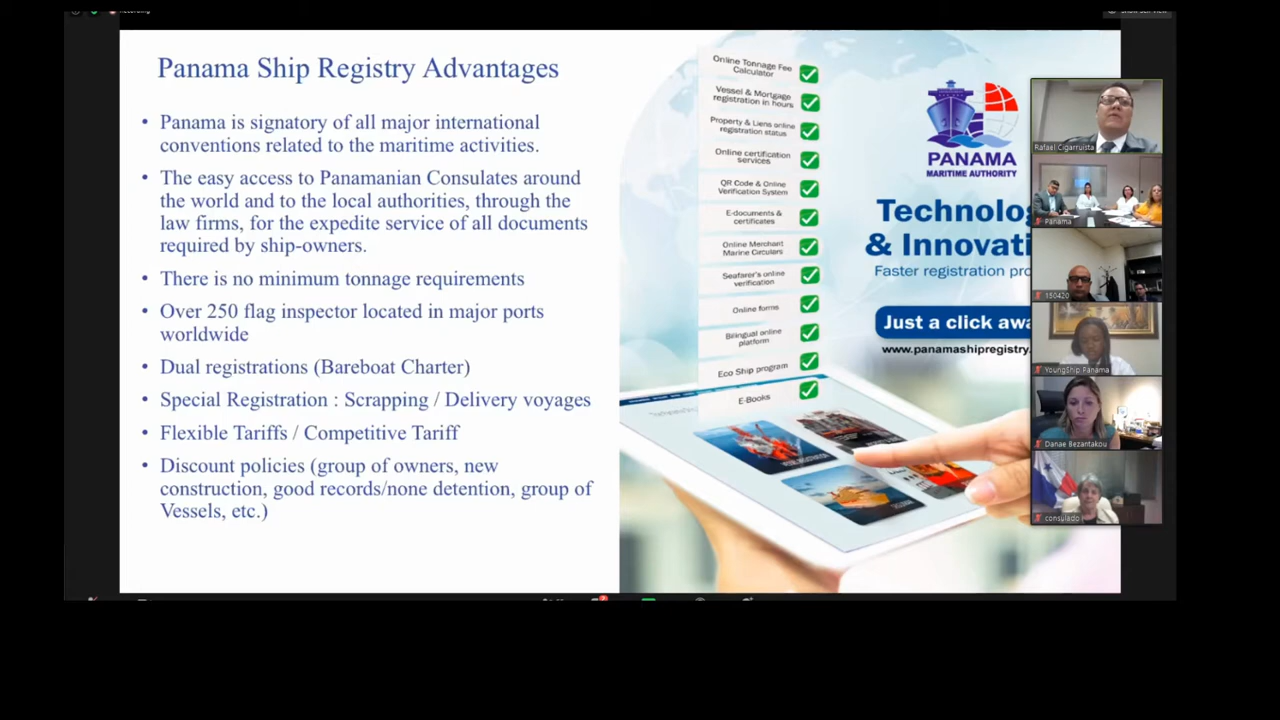 Panama Ship Registry Advantages
• Panama is signatory of all major international
conventions related to the maritime activities.
• The easy access to Panamanian Consulates around
the world and to the local authorities, through the
law firms, for the expedite service of all documents
required by ship-owners.
• There is no minimum tonnage requirements
• Over 250 flag inspector located in major ports
worldwide
• Dual registrations (Bareboat Charter)
• Special Registration : Scrapping / Delivery voyages
• Flexible Tariffs / Competitive Tariff
• Discount policies (group of owners, new
construction, good records/none detention, group of
Vessels, etc.)
Online Tonnage Fee
Calculator
Vessel & Mortgage
registration in hours
Property & Liens online
registration status
Online certification
services
QR Code & Online
Verification System
E-documents &
certificates
Online Merchant
Marine Circulars
Seafarer's online
verification
Online forms
Bilingual online
platform
Eco Ship program
E-Books
PANAMA
MARITIME AUTHORITY
Technolo
& Innovati
Faster registration pro
Just a click awa
www.panamashipregistry.
Rafael Cigarruista
Panama
150420
YoungShip Panama
Danae Bezantakou
consulado